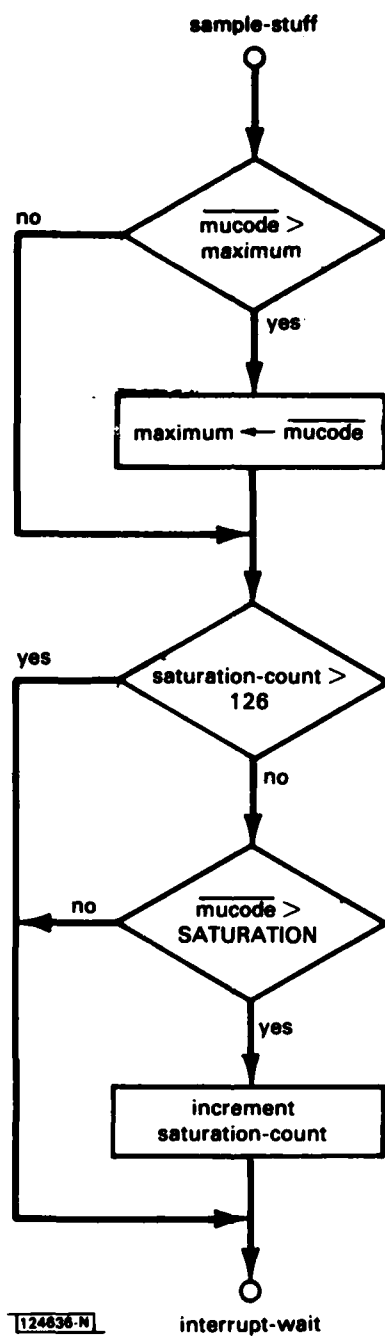 sample-stuff
no
mucode >
maximum
yes
maximum ← mucode
yes
saturation-count >
126
no
no
mucode >
SATURATION
yes
increment
saturation-count
124636-N
interrupt-wait